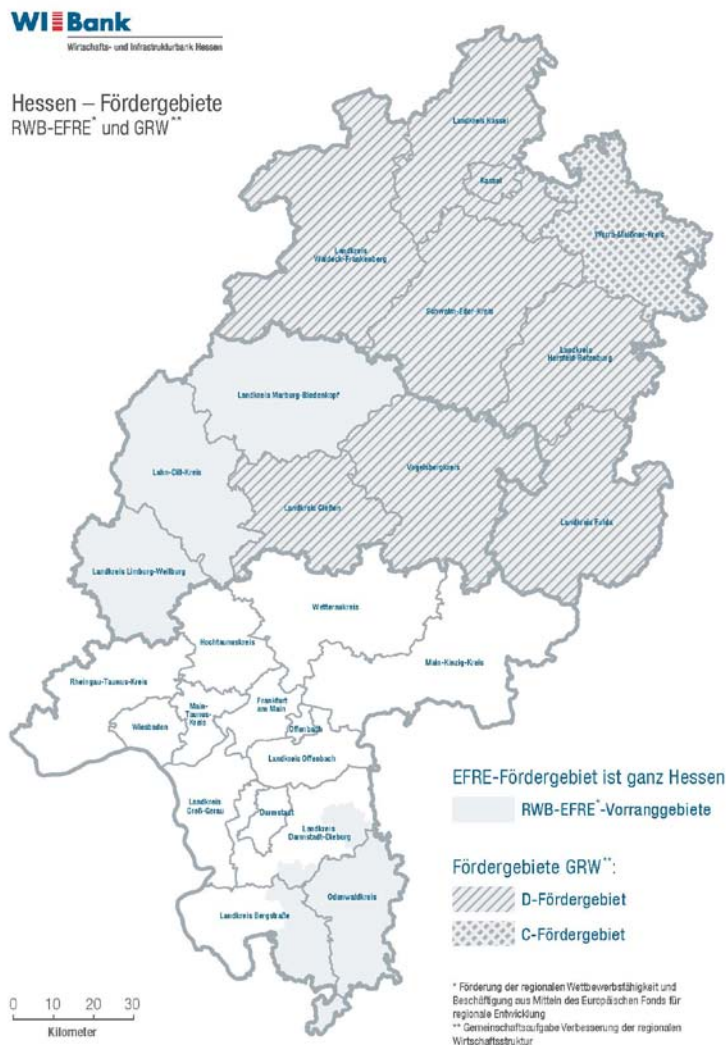 WIBank
Wirtschafts- und Infrastrukturbank Hessen
Hessen – Fördergebiete
RWB-EFRE* und GRW**
Landkreis Kassel
Kassel
Werra-Meißner-Kreis
Landkreis
Waldeck-Frankenberg
Schwalm-Eder-Kreis
Landkreis
Hersfeld-Rotenburg
Landkreis Marburg-Biedenkopf
Lahn-Dill-Kreis
Vogelsbergkreis
Landkreis Gießen
Landkreis Fulda
Landkreis Limburg-Weilburg
Wetteraukreis
Hochtaunuskreis
Main-Kinzig-Kreis
Rheingau-Taunus-Kreis
Main-
Taunus-
Kreis
Frankfurt
am Main
Wiesbaden
Offenbach
Landkreis Offenbach
Landkreis
Groß-Gerau
Darmstadt
Landkreis
Darmstadt-Dieburg
Odenwaldkreis
Landkreis Bergstraße
EFRE-Fördergebiet ist ganz Hessen
RWB-EFRE*-Vorranggebiete
Fördergebiete GRW**:
D-Fördergebiet
C-Fördergebiet
* Förderung der regionalen Wettbewerbsfähigkeit und
Beschäftigung aus Mitteln des Europäischen Fonds für
regionale Entwicklung
** Gemeinschaftsaufgabe Verbesserung der regionalen
Wirtschaftsstruktur
0 10 20 30
Kilometer